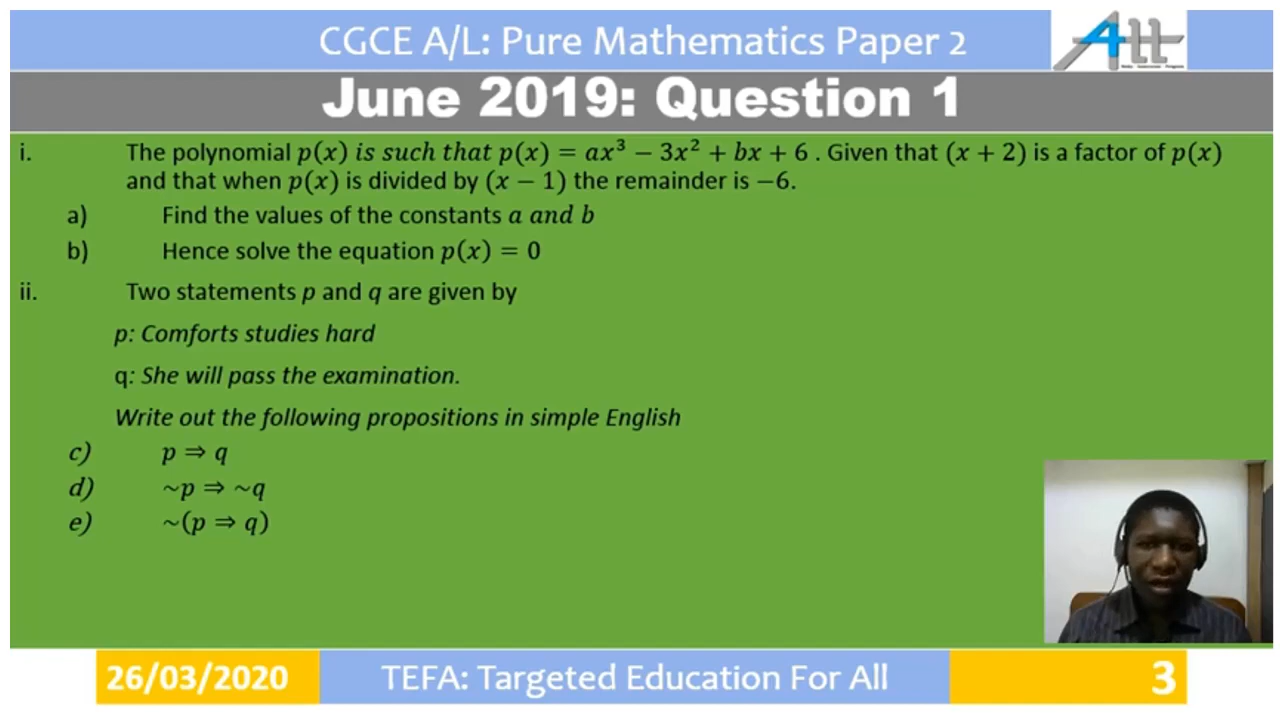 CGCE A/L: Pure Mathematics Paper 2
Att
June 2019: Question 1
i. The polynomial p(x) is such that p(x) = ax³ − 3x² + bx + 6 . Given that (x + 2) is a factor of p(x)
and that when p(x) is divided by (x − 1) the remainder is −6.
a) Find the values of the constants a and b
b) Hence solve the equation p(x) = 0
ii. Two statements p and q are given by
p: Comforts studies hard
q: She will pass the examination.
Write out the following propositions in simple English
c) p ⇒ q
d) ~p ⇒ ~q
e) ~(p ⇒ q)
26/03/2020 TEFA: Targeted Education For All 3